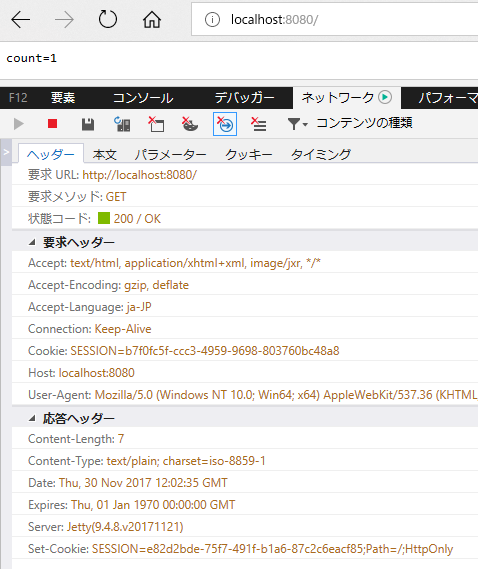 localhost:8080/
count=1
F12 要素 コンソール デバッガー ネットワーク パフォーマ
コンテンツの種類
ヘッダー 本文 パラメーター クッキー タイミング
要求 URL: http://localhost:8080/
要求メソッド: GET
状態コード: 200 / OK
要求ヘッダー
Accept: text/html, application/xhtml+xml, image/jxr, */*
Accept-Encoding: gzip, deflate
Accept-Language: ja-JP
Connection: Keep-Alive
Cookie: SESSION=b7f0fc5f-ccc3-4959-9698-803760bc48a8
Host: localhost:8080
User-Agent: Mozilla/5.0 (Windows NT 10.0; Win64; x64) AppleWebKit/537.36 (KHTML
応答ヘッダー
Content-Length: 7
Content-Type: text/plain; charset=iso-8859-1
Date: Thu, 30 Nov 2017 12:02:35 GMT
Expires: Thu, 01 Jan 1970 00:00:00 GMT
Server: Jetty(9.4.8.v20171121)
Set-Cookie: SESSION=e82d2bde-75f7-491f-b1a6-87c2c6eacf85;Path=/;HttpOnly